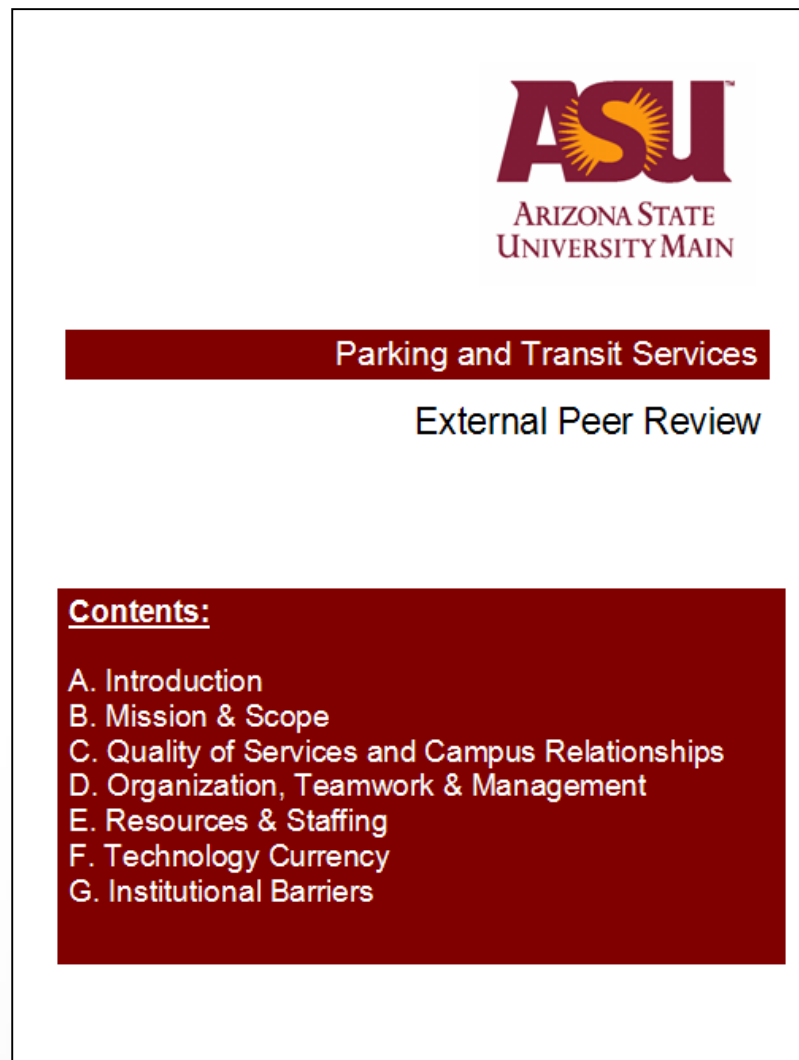 ASU™
ARIZONA STATE
UNIVERSITY MAIN
Parking and Transit Services
External Peer Review
Contents:
A. Introduction
B. Mission & Scope
C. Quality of Services and Campus Relationships
D. Organization, Teamwork & Management
E. Resources & Staffing
F. Technology Currency
G. Institutional Barriers